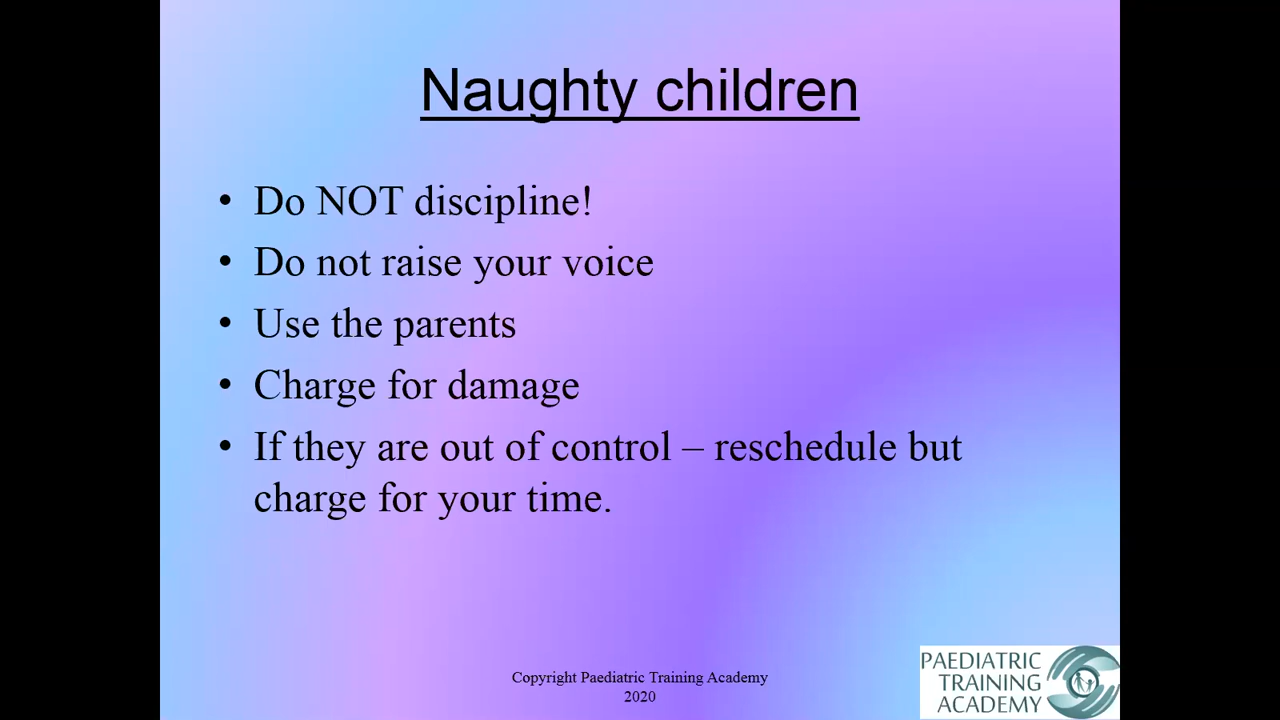 Naughty children
• Do NOT discipline!
• Do not raise your voice
• Use the parents
• Charge for damage
• If they are out of control – reschedule but
charge for your time.
Copyright Paediatric Training Academy
2020
PAEDIATRIC
TRAINING
ACADEMY